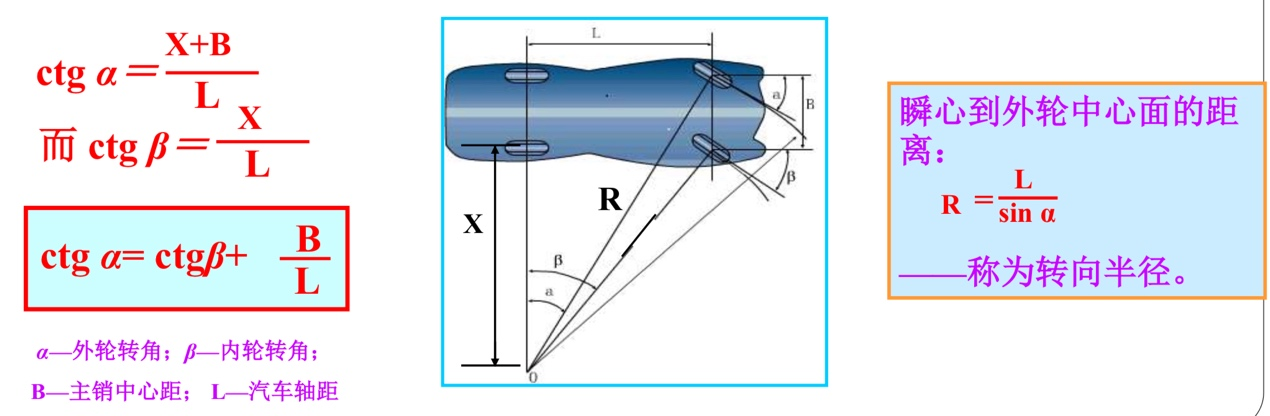 ctg α＝X+B/L
而 ctg β＝X/L
ctg α= ctgβ+ B/L
α—外轮转角；β—内轮转角；
B—主销中心距； L—汽车轴距
L
a
B
β
R
X
β
a
0
瞬心到外轮中心面的距
离：
R =L/sin α
——称为转向半径。